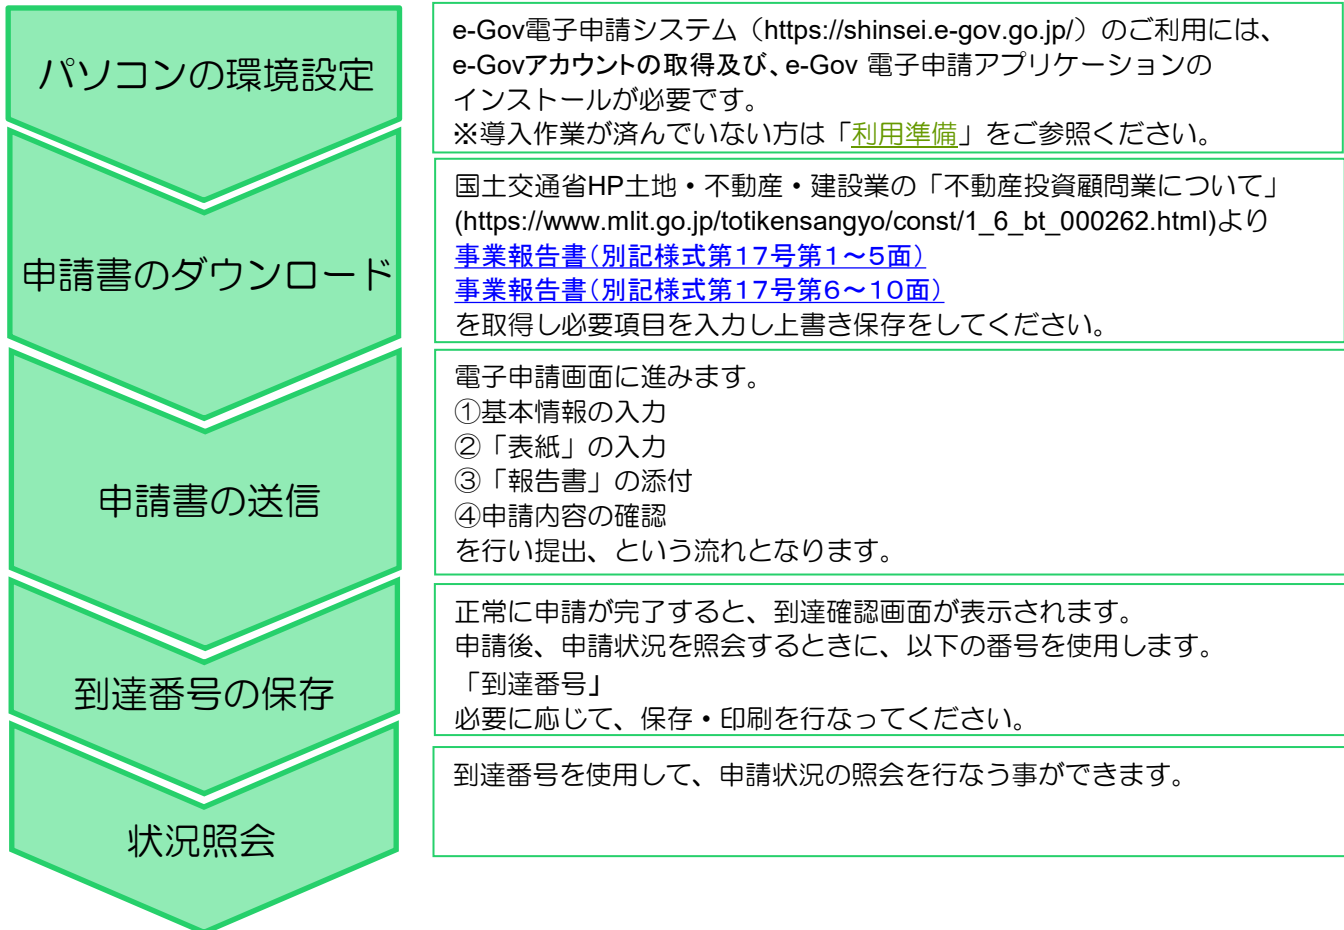 パソコンの環境設定
e-Gov電子申請システム（https://shinsei.e-gov.go.jp/）のご利用には、
e-Govアカウントの取得及び、e-Gov 電子申請アプリケーションの
インストールが必要です。
※導入作業が済んでいない方は「利用準備」をご参照ください。
申請書のダウンロード
国土交通省HP土地・不動産・建設業の「不動産投資顧問業について」
(https://www.mlit.go.jp/totikensangyo/const/1_6_bt_000262.html)より
事業報告書（別記様式第１７号第１～５面）
事業報告書（別記様式第１７号第６～１０面）
を取得し必要項目を入力し上書き保存をしてください。
申請書の送信
電子申請画面に進みます。
①基本情報の入力
②「表紙」の入力
③「報告書」の添付
④申請内容の確認
を行い提出、という流れとなります。
到達番号の保存
正常に申請が完了すると、到達確認画面が表示されます。
申請後、申請状況を照会するときに、以下の番号を使用します。
「到達番号」
必要に応じて、保存・印刷を行なってください。
状況照会
到達番号を使用して、申請状況の照会を行なう事ができます。